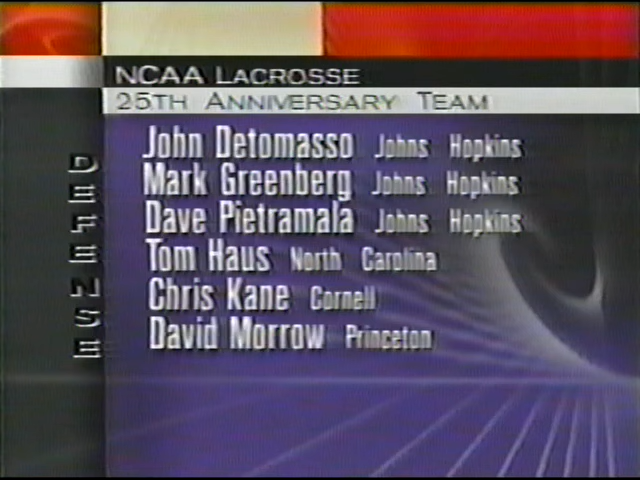 NCAA LACROSSE
25TH ANNIVERSARY TEAM
DEFENSE
John Detomasso Johns Hopkins
Mark Greenberg Johns Hopkins
Dave Pietramala Johns Hopkins
Tom Haus North Carolina
Chris Kane Cornell
David Morrow Princeton